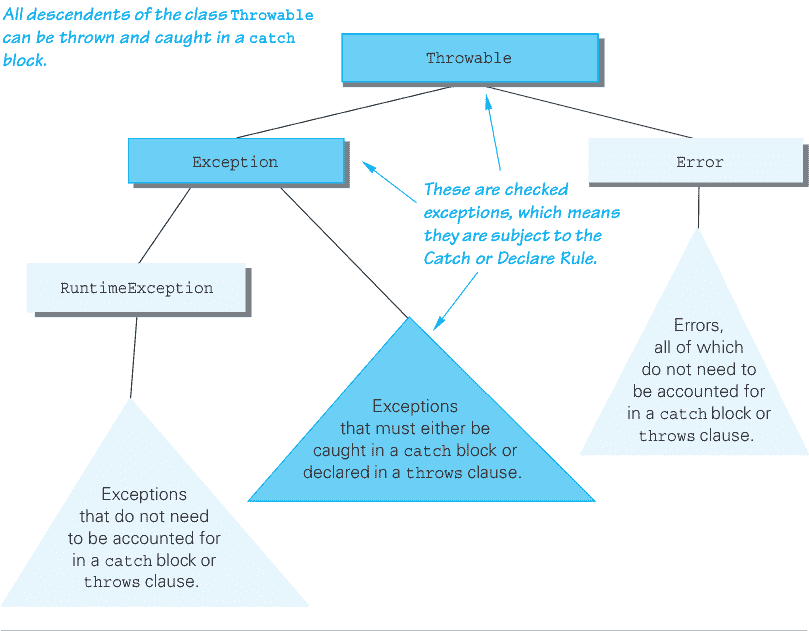 All descendents of the class Throwable
can be thrown and caught in a catch
block.
Throwable
Exception
Error
These are checked
exceptions, which means
they are subject to the
Catch or Declare Rule.
RuntimeException
Errors,
all of which
do not need to
be accounted for
in a catch block or
throws clause.
Exceptions
that must either be
caught in a catch block or
declared in a throws clause.
Exceptions
that do not need
to be accounted for
in a catch block or
throws clause.